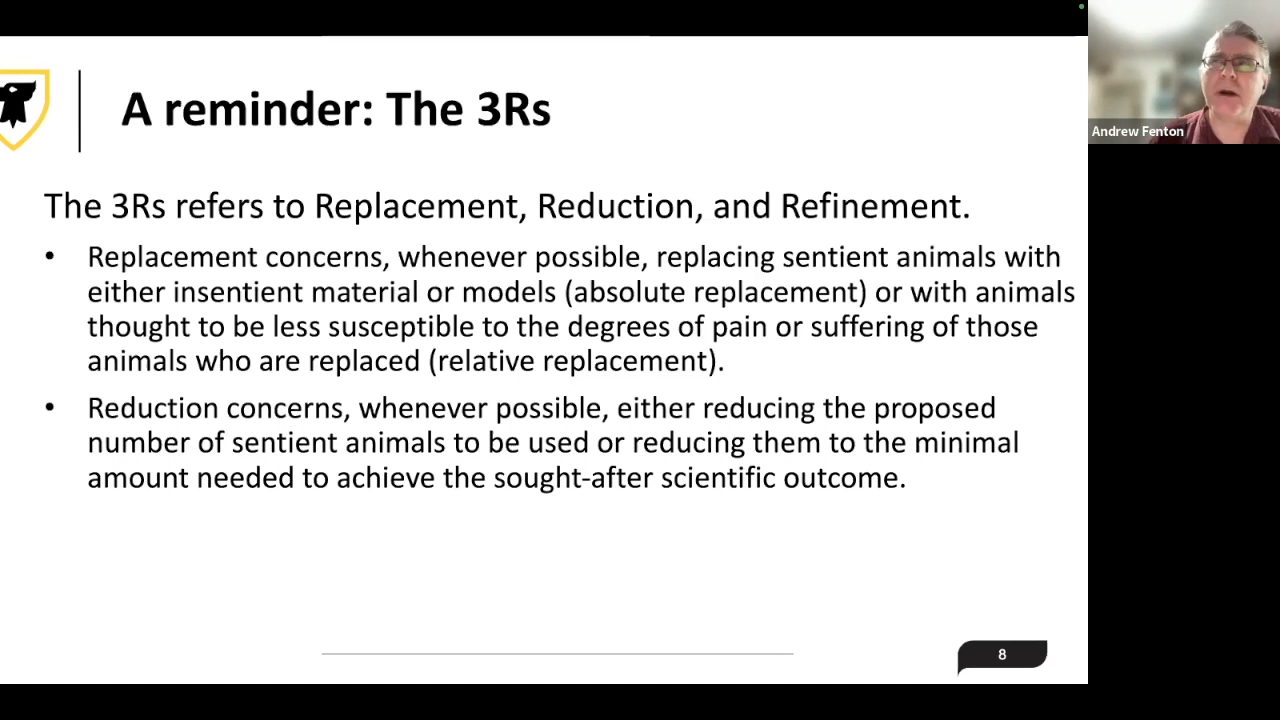 A reminder: The 3Rs
Andrew Fenton
The 3Rs refers to Replacement, Reduction, and Refinement.
• Replacement concerns, whenever possible, replacing sentient animals with
either insentient material or models (absolute replacement) or with animals
thought to be less susceptible to the degrees of pain or suffering of those
animals who are replaced (relative replacement).
• Reduction concerns, whenever possible, either reducing the proposed
number of sentient animals to be used or reducing them to the minimal
amount needed to achieve the sought-after scientific outcome.
8